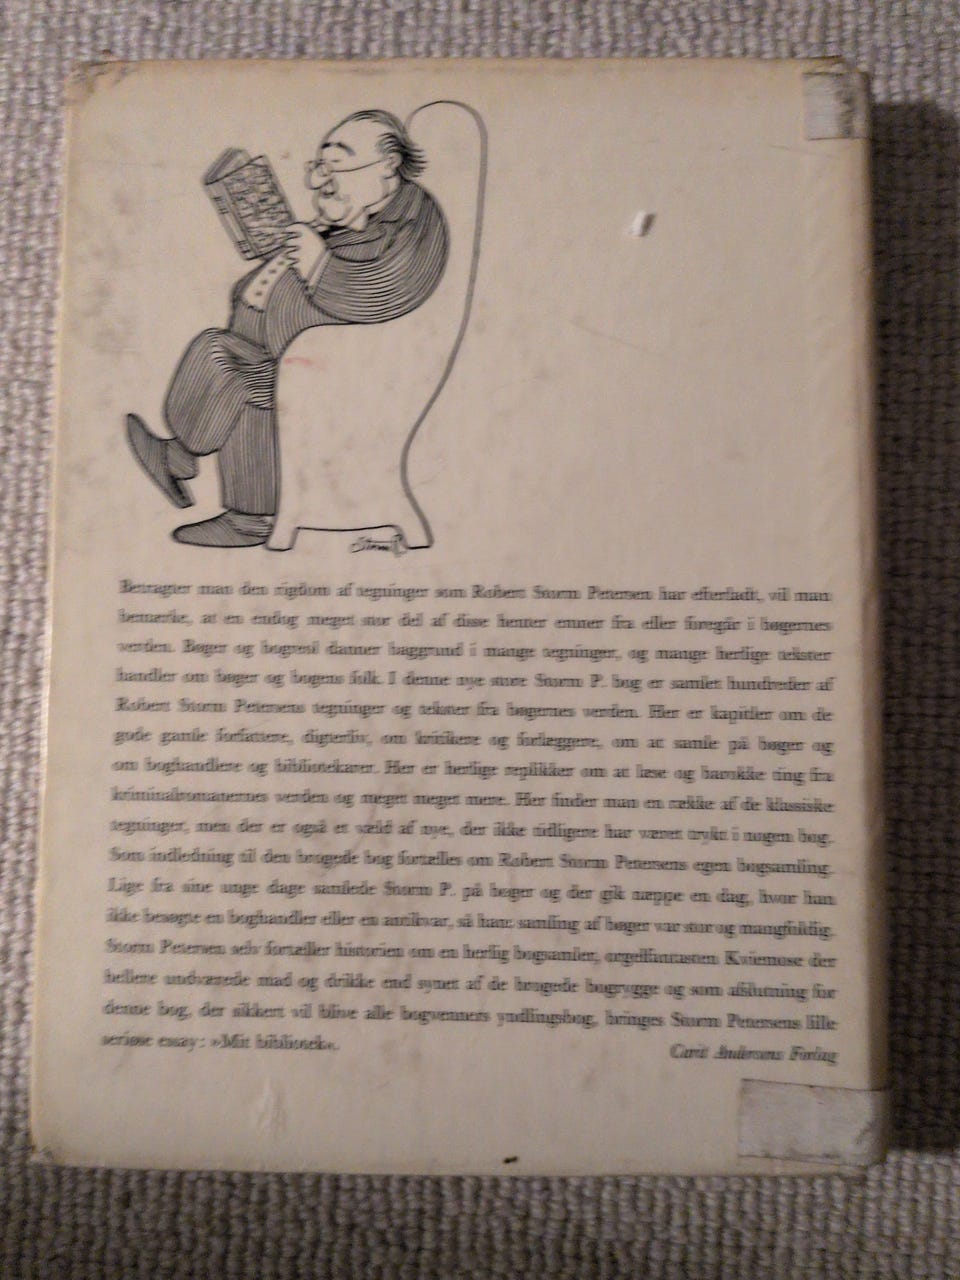 Storm P.
Betragter man den rigdom af tegninger som Robert Storm Petersen har efterladt, vil man
bemærke, at en endog meget stor del af disse henter emner fra eller foregår i bøgernes
verden. Bøger og bogreol danner baggrund i mange tegninger, og mange herlige tekster
handler om bøger og bogens folk. I denne nye store Storm P. bog er samlet hundreder af
Robert Storm Petersens tegninger og tekster fra bøgernes verden. Her er kapitler om de
gode gamle forfattere, digterliv, om kritikere og forlæggere, om at samle på bøger og
om boghandlere og bibliotekarer. Her er herlige replikker om at læse og barokke ting fra
kriminalromanernes verden og meget meget mere. Her finder man en række af de klassiske
tegninger, men der er også et væld af nye, der ikke tidligere har været trykt i nogen bog.
Som indledning til den brogede bog fortælles om Robert Storm Petersens egen bogsamling.
Lige fra sine unge dage samlede Storm P. på bøger og der gik næppe en dag, hvor han
ikke besøgte en boghandler eller en antikvar, så hans samling af bøger var stor og mangfoldig.
Storm Petersen selv fortæller historien om en herlig bogsamler, orgelfantasten Kwiemose der
hellere undværede mad og drikke end synet af de brogede bogrygge og som afslutning for
denne bog, der sikkert vil blive alle bogvenners yndlingsbog, bringes Storm Petersens lille
seriøse essay: »Mit bibliotek«.
Carit Andersens Forlag